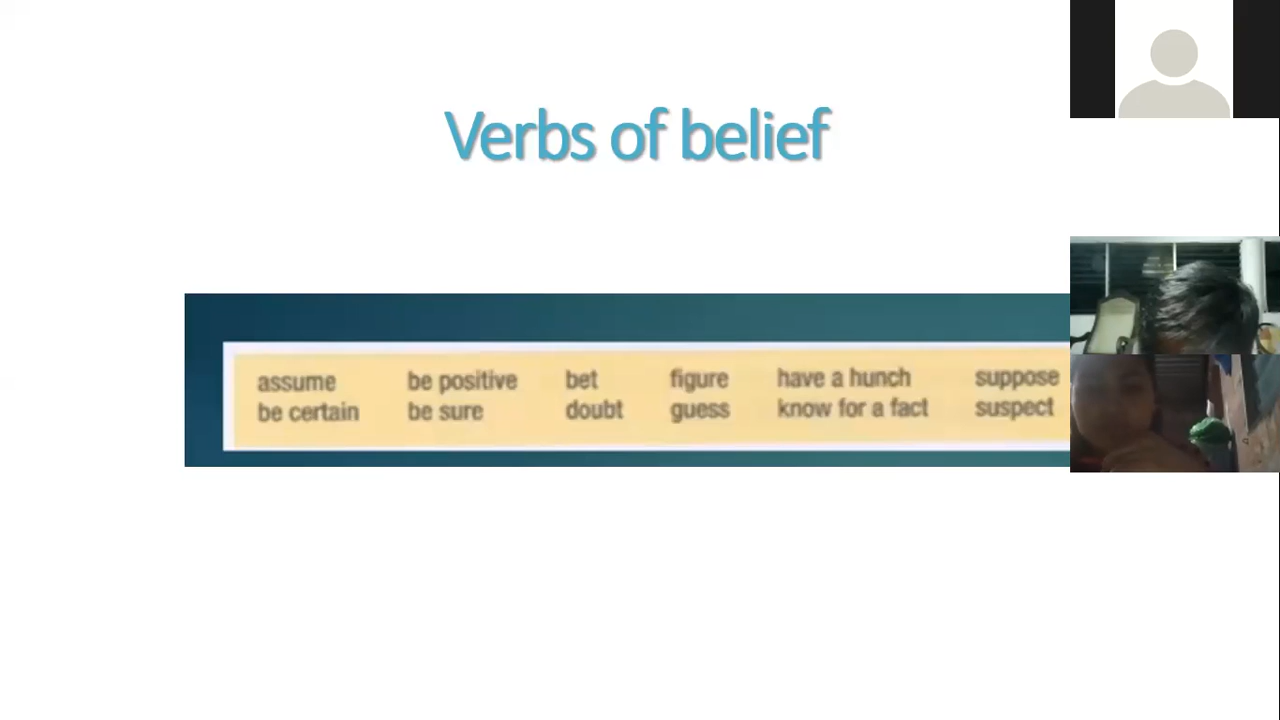 Verbs of belief
assume be positive bet figure have a hunch suppose
be certain be sure doubt guess know for a fact suspect